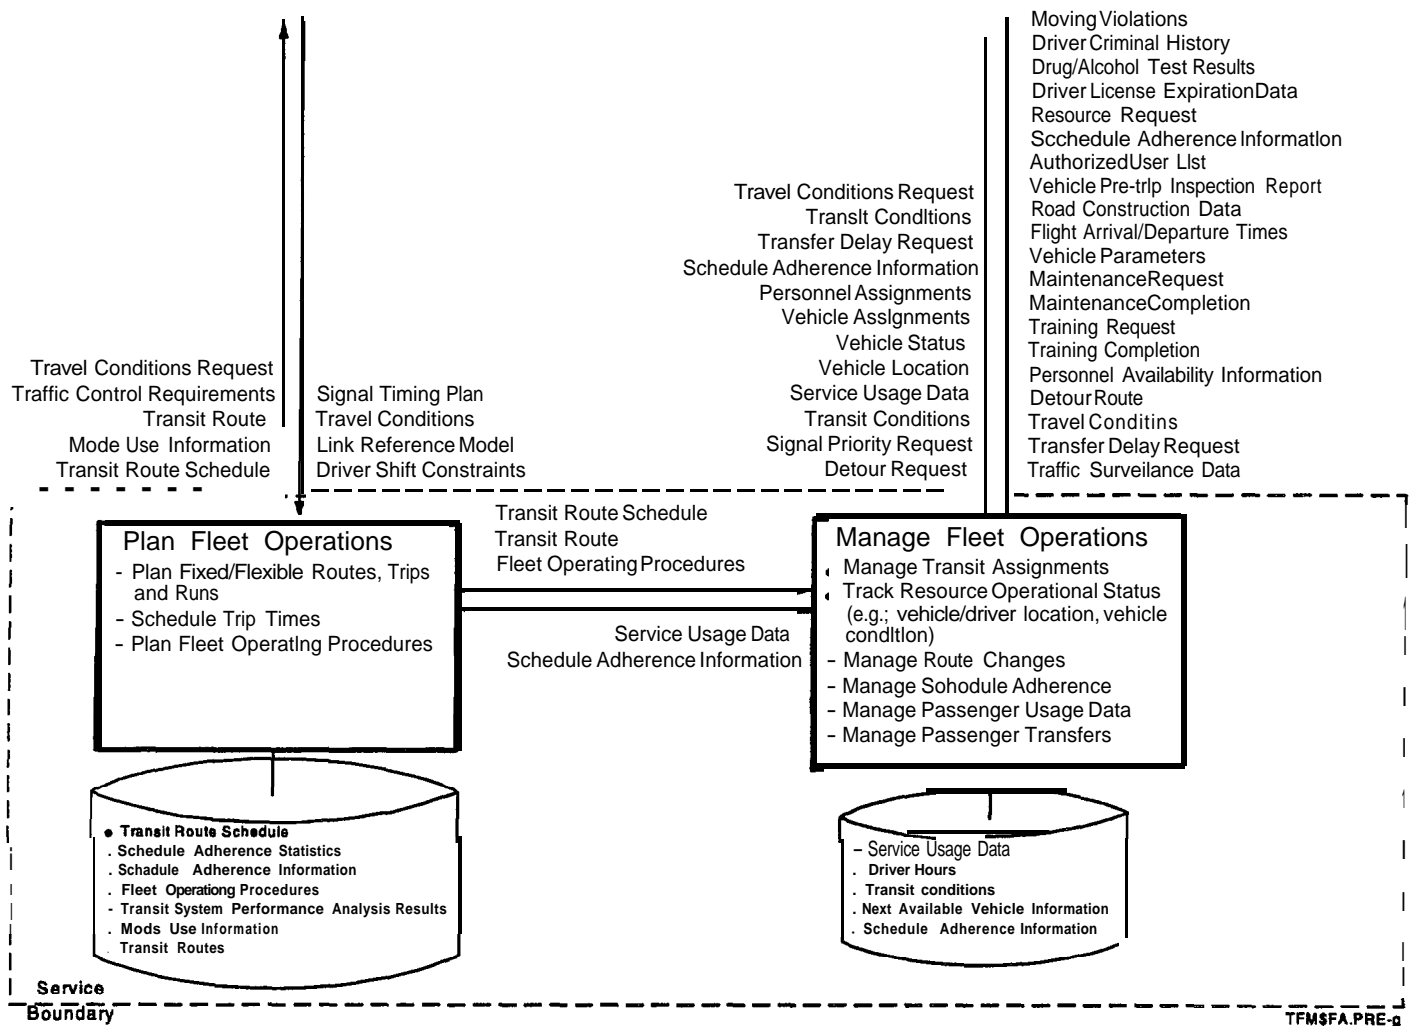 Moving Violations
Driver Criminal History
Drug/Alcohol Test Results
Driver License ExpirationData
Resource Request
Scchedule Adherence Informatlon
AuthorizedUser Llst
Vehicle Pre-trlp Inspection Report
Road Construction Data
Flight Arrival/Departure Times
Vehicle Parameters
MaintenanceRequest
MaintenanceCompletion
Training Request
Training Completion
Personnel Availability Information
Detour Route
Travel Conditins
Transfer Delay Request
Traffic Surveilance Data
Travel Conditions Request
Translt Condltions
Transfer Delay Request
Schedule Adherence Information
Personnel Assignments
Vehicle Asslgnments
Vehicle Status
Vehicle Location
Service Usage Data
Transit Conditions
Signal Priority Request
Detour Request
Travel Conditions Request
Traffic Control Requirements
Transit Route
Mode Use Information
Transit Route Schedule
Signal Timing Plan
Travel Conditions
Link Reference Model
Driver Shift Constraints
Plan Fleet Operations
- Plan Fixed/Flexible Routes, Trips
and Runs
- Schedule Trip Times
- Plan Fleet Operatlng Procedures
Transit Route Schedule
Transit Route
Fleet Operating Procedures
Service Usage Data
Schedule Adherence Information
Manage Fleet Operations
• Manage Transit Assignments
• Track Resource Operational Status
(e.g.; vehicle/driver location, vehicle
condltlon)
- Manage Route Changes
- Manage Sohodule Adherence
- Manage Passenger Usage Data
- Manage Passenger Transfers
• Transit Route Schedule
. Schedule Adherence Statistics
. Schadule Adherence Information
. Fleet Operationg Procedures
- Transit System Performance Analysis Results
. Mods Use Information
. Transit Routes
- Service Usage Data
. Driver Hours
. Transit conditions
. Next Available Vehicle Information
. Schedule Adherence Information
Service
Boundary
TFM$FA.PRE-g